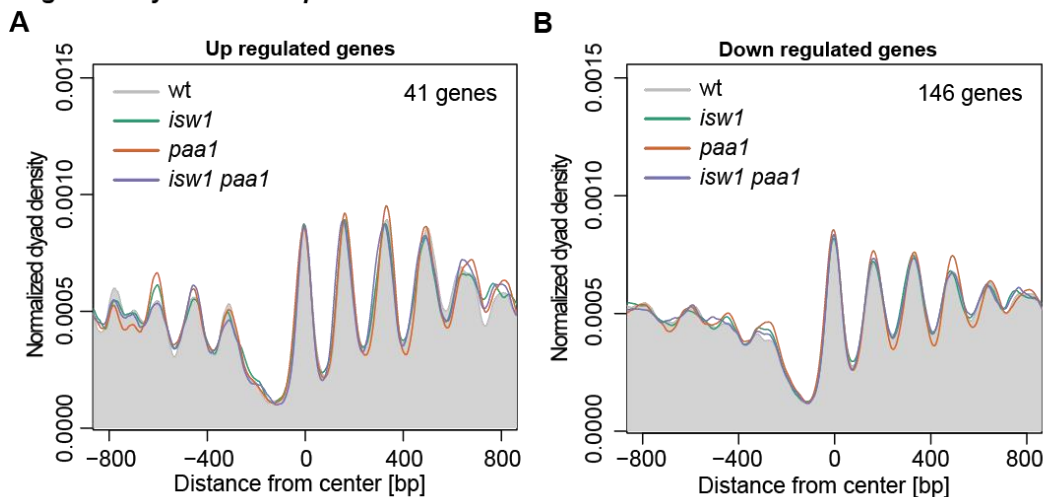 A
Up regulated genes
wt
isw1
paa1
isw1 paa1
41 genes
Normalized dyad density
0.0000
0.0005
0.0010
0.0015
−800
−400
0
400
800
Distance from center [bp]
B
Down regulated genes
wt
isw1
paa1
isw1 paa1
146 genes
Normalized dyad density
0.0000
0.0005
0.0010
0.0015
−800
−400
0
400
800
Distance from center [bp]